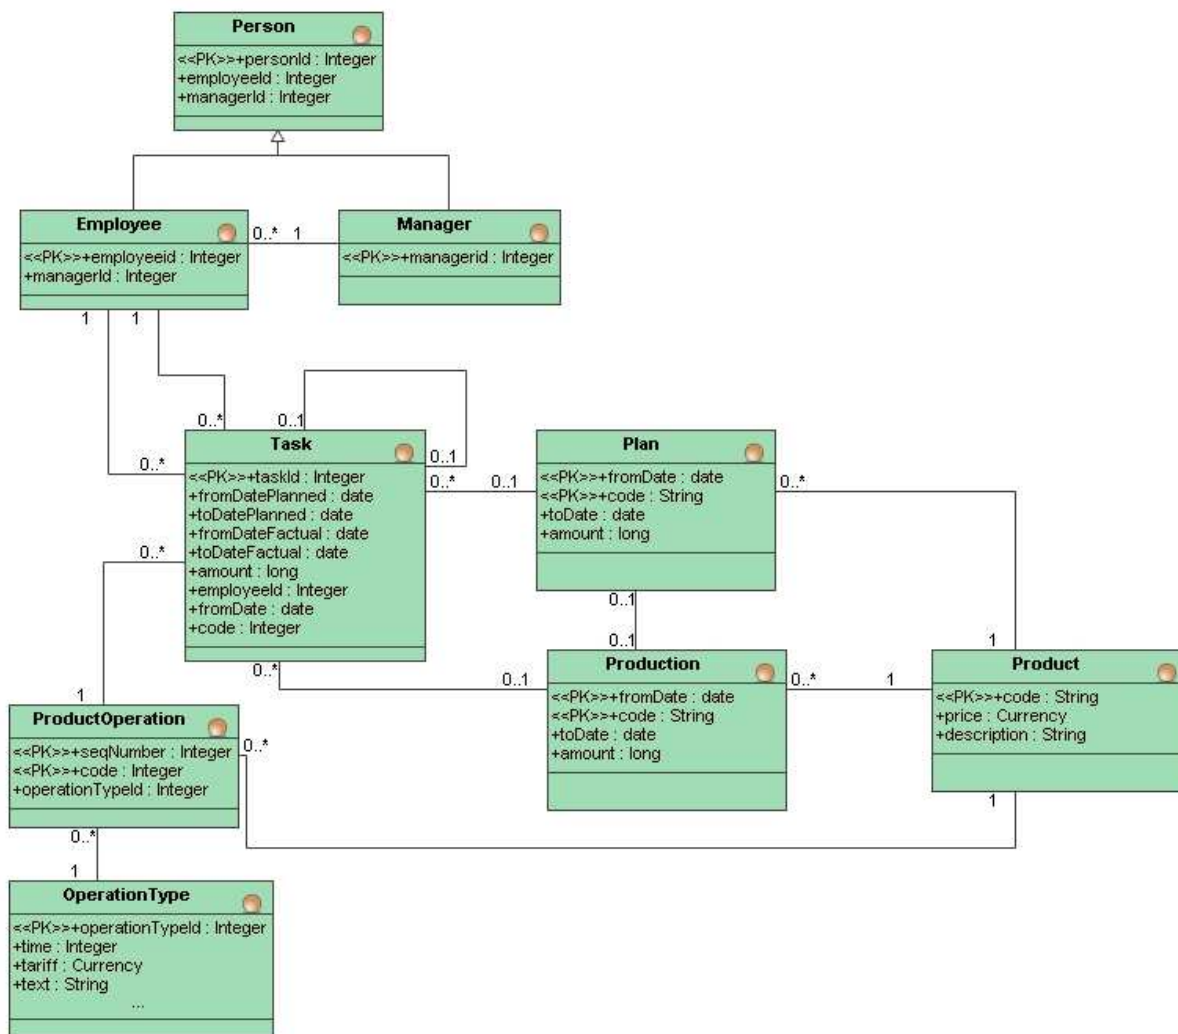 Person
<<PK>>+personId : Integer
+employeeId : Integer
+managerId : Integer
Employee
<<PK>>+employeeid : Integer
+managerId : Integer
0..* 1
Manager
<<PK>>+managerid : Integer
1 1
0..* 0..1
0..*
0..1
Task
<<PK>>+taskId : Integer
+fromDatePlanned : date
+toDatePlanned : date
+fromDateFactual : date
+toDateFactual : date
+amount : long
+employeeId : Integer
+fromDate : date
+code : Integer
0..* 0..1
Plan
<<PK>>+fromDate : date
<<PK>>+code : String
+toDate : date
+amount : long
0..*
0..*
0..1
0..1
1
0..* 0..1
Production
<<PK>>+fromDate : date
<<PK>>+code : String
+toDate : date
+amount : long
0..* 1
Product
<<PK>>+code : String
+price : Currency
+description : String
1
1
ProductOperation
<<PK>>+seqNumber : Integer
<<PK>>+code : Integer
+operationTypeId : Integer
0..*
0..*
1
OperationType
<<PK>>+operationTypeId : Integer
+time : Integer
+tariff : Currency
+text : String
...